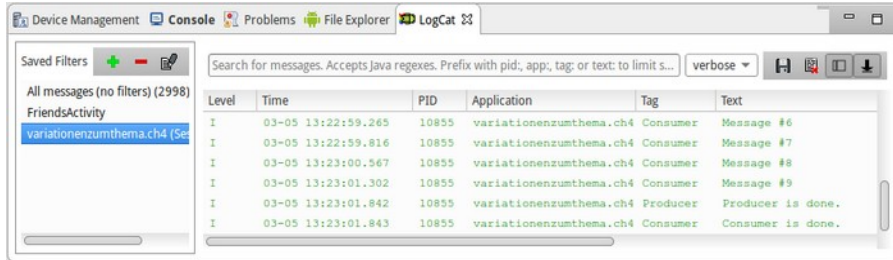 Device Management Console Problems File Explorer LogCat
Saved Filters
All messages (no filters) (2998)
FriendsActivity
variationenzumthema.ch4 (Ses
Search for messages. Accepts Java regexes. Prefix with pid:, app:, tag: or text: to limit s... verbose
Level Time PID Application Tag Text
I 03-05 13:22:59.265 10855 variationenzumthema.ch4 Consumer Message #6
I 03-05 13:22:59.816 10855 variationenzumthema.ch4 Consumer Message #7
I 03-05 13:23:00.567 10855 variationenzumthema.ch4 Consumer Message #8
I 03-05 13:23:01.302 10855 variationenzumthema.ch4 Consumer Message #9
I 03-05 13:23:01.842 10855 variationenzumthema.ch4 Producer Producer is done.
I 03-05 13:23:01.843 10855 variationenzumthema.ch4 Consumer Consumer is done.